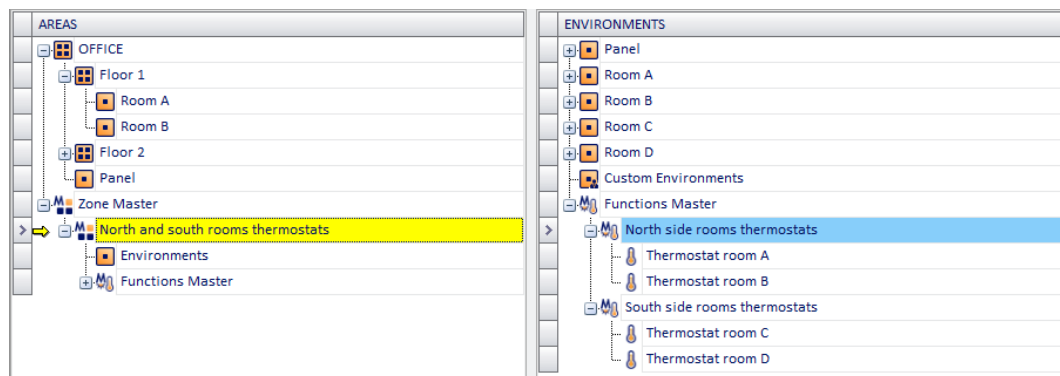 AREAS
OFFICE
Floor 1
Room A
Room B
Floor 2
Panel
Zone Master
North and south rooms thermostats
Environments
Functions Master
ENVIRONMENTS
Panel
Room A
Room B
Room C
Room D
Custom Environments
Functions Master
North side rooms thermostats
Thermostat room A
Thermostat room B
South side rooms thermostats
Thermostat room C
Thermostat room D